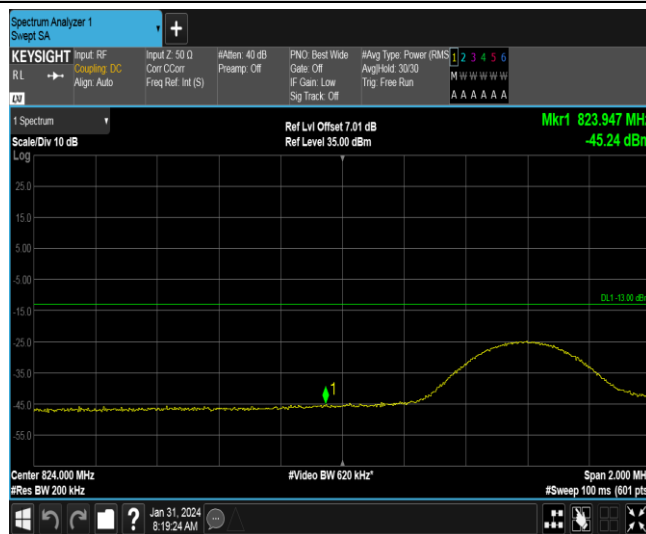 Spectrum Analyzer 1
Swept SA
+
KEYSIGHT
RL
LXI
Input: RF
Coupling: DC
Align: Auto
Input Z: 50 Ω
Corr CCorr
Freq Ref: Int (S)
#Atten: 40 dB
Preamp: Off
PNO: Best Wide
Gate: Off
IF Gain: Low
Sig Track: Off
#Avg Type: Power (RMS
Avg|Hold: 30/30
Trig: Free Run
1 2 3 4 5 6
M W W W W W
A A A A A A
1 Spectrum
Scale/Div 10 dB
Log
Ref Lvl Offset 7.01 dB
Ref Level 35.00 dBm
Mkr1 823.947 MHz
-45.24 dBm
25.0
15.0
5.00
-5.00
DL1 -13.00 dBm
-15.0
-25.0
-35.0
1
-45.0
-55.0
Center 824.000 MHz
#Res BW 200 kHz
#Video BW 620 kHz*
Span 2.000 MHz
#Sweep 100 ms (601 pts
?
Jan 31, 2024
8:19:24 AM